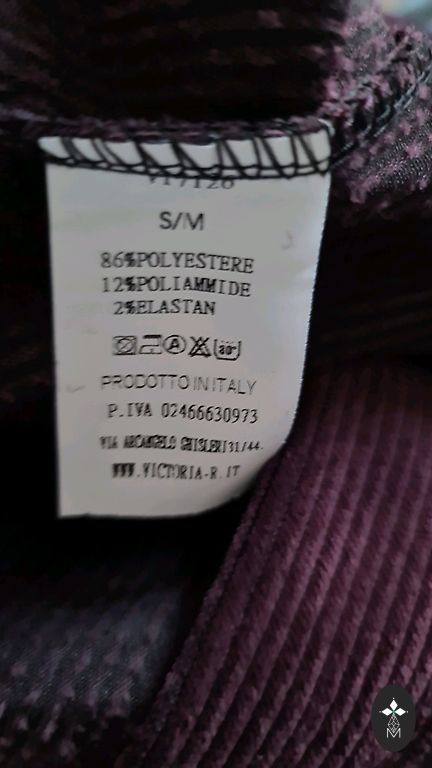 S/M
86%POLYESTERE
12%POLIAMMIDE
2%ELASTAN
A 30°
PRODOTTO IN ITALY
P.IVA 02466630973
VIA ARCANGELO GHISLERI 31/44
WWW.VICTORIA-R.IT
M